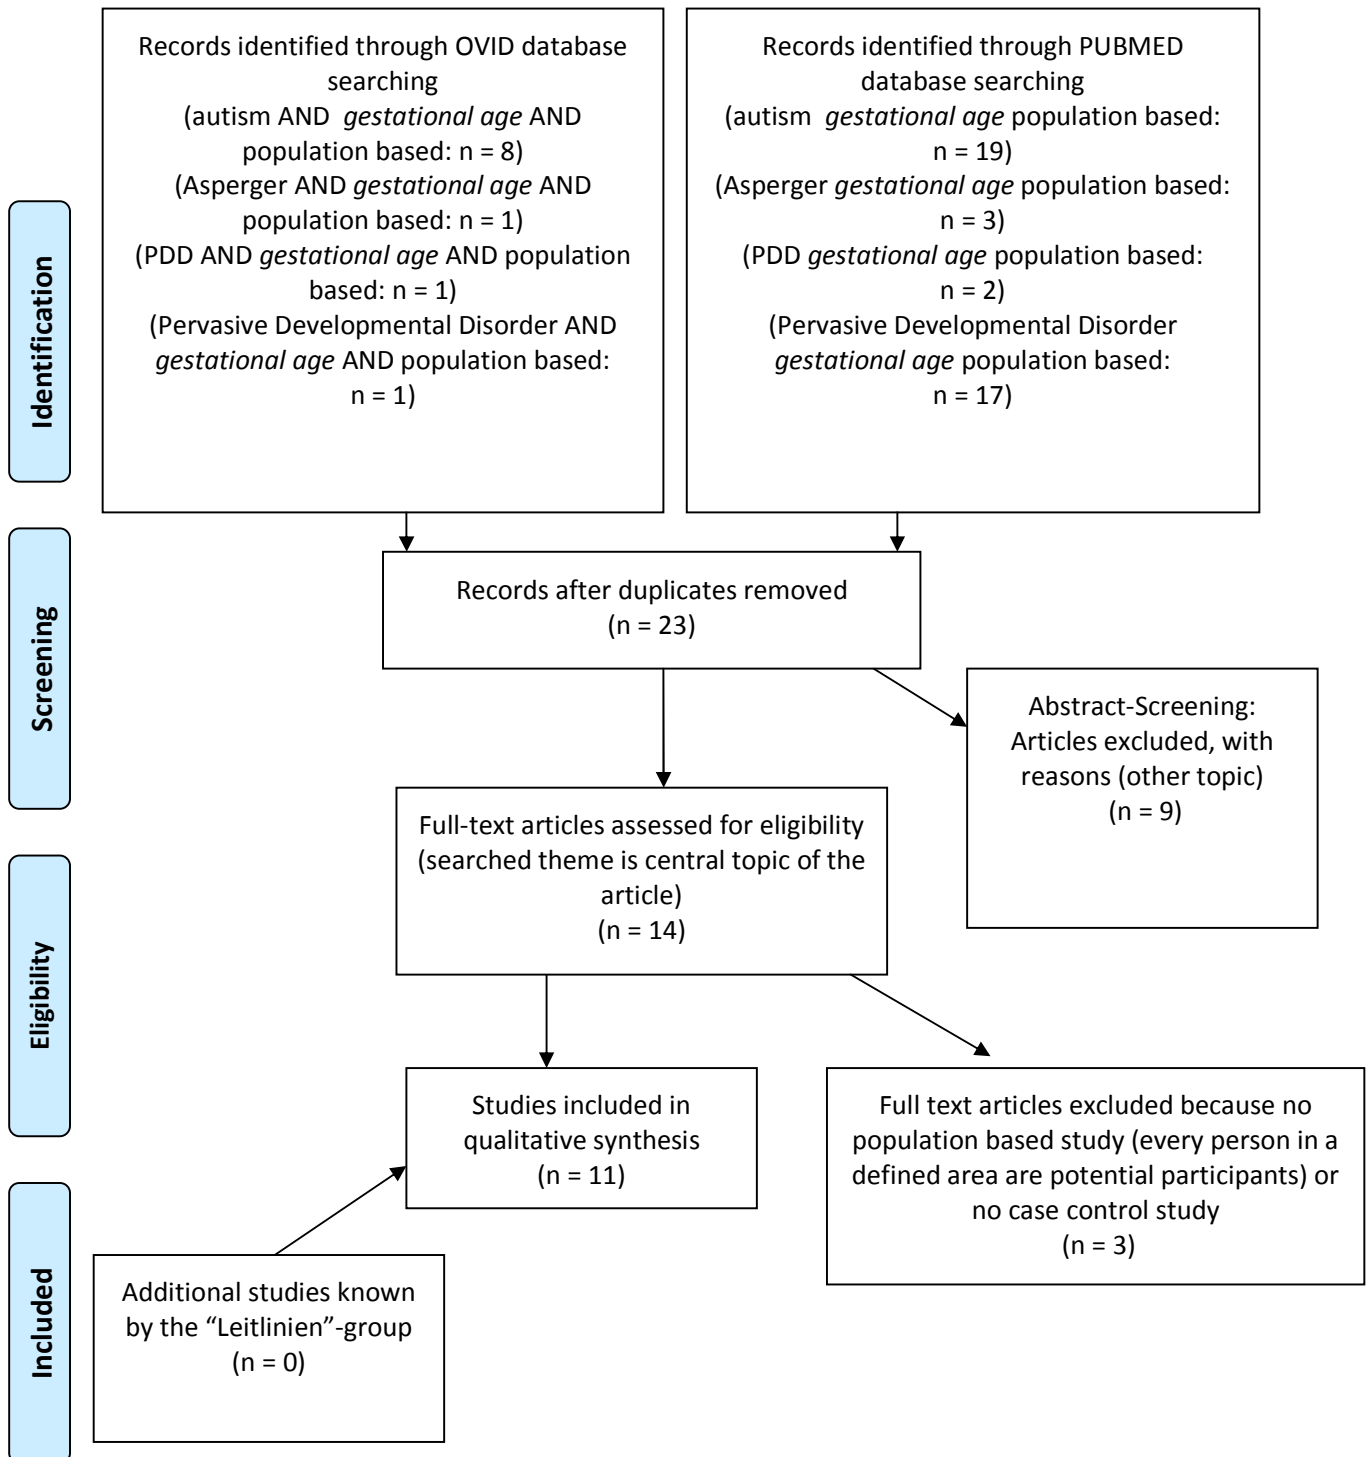 Records identified through OVID database
searching
(autism AND gestational age AND
population based: n = 8)
(Asperger AND gestational age AND
population based: n = 1)
(PDD AND gestational age AND population
based: n = 1)
(Pervasive Developmental Disorder AND
gestational age AND population based:
n = 1)
Records identified through PUBMED
database searching
(autism gestational age population based:
n = 19)
(Asperger gestational age population based:
n = 3)
(PDD gestational age population based:
n = 2)
(Pervasive Developmental Disorder
gestational age population based:
n = 17)
Identification
Screening
Records after duplicates removed
(n = 23)
Abstract-Screening:
Articles excluded, with
reasons (other topic)
(n = 9)
Full-text articles assessed for eligibility
(searched theme is central topic of the
article)
(n = 14)
Eligibility
Studies included in
qualitative synthesis
(n = 11)
Full text articles excluded because no
population based study (every person in a
defined area are potential participants) or
no case control study
(n = 3)
Included
Additional studies known
by the “Leitlinien”-group
(n = 0)